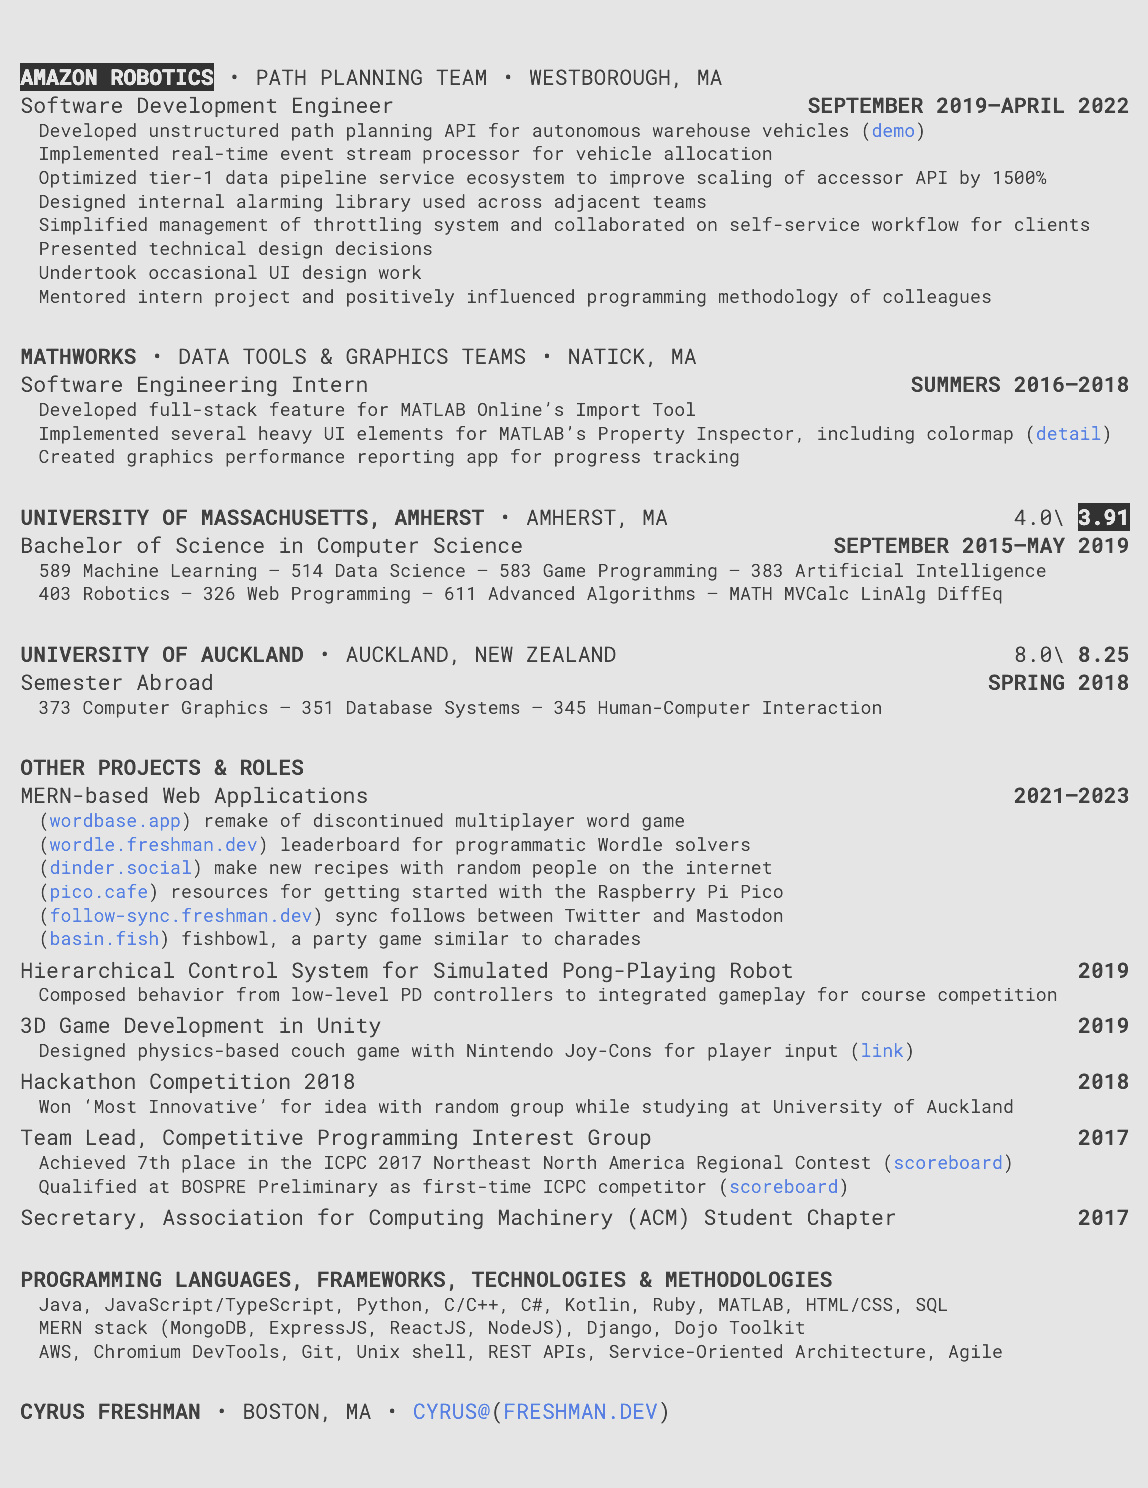 AMAZON ROBOTICS • PATH PLANNING TEAM • WESTBOROUGH, MA
Software Development Engineer SEPTEMBER 2019–APRIL 2022
Developed unstructured path planning API for autonomous warehouse vehicles (demo)
Implemented real-time event stream processor for vehicle allocation
Optimized tier-1 data pipeline service ecosystem to improve scaling of accessor API by 1500%
Designed internal alarming library used across adjacent teams
Simplified management of throttling system and collaborated on self-service workflow for clients
Presented technical design decisions
Undertook occasional UI design work
Mentored intern project and positively influenced programming methodology of colleagues
MATHWORKS • DATA TOOLS & GRAPHICS TEAMS • NATICK, MA
Software Engineering Intern SUMMERS 2016–2018
Developed full-stack feature for MATLAB Online’s Import Tool
Implemented several heavy UI elements for MATLAB’s Property Inspector, including colormap (detail)
Created graphics performance reporting app for progress tracking
UNIVERSITY OF MASSACHUSETTS, AMHERST • AMHERST, MA 4.0\ 3.91
Bachelor of Science in Computer Science SEPTEMBER 2015–MAY 2019
589 Machine Learning – 514 Data Science – 583 Game Programming – 383 Artificial Intelligence
403 Robotics – 326 Web Programming – 611 Advanced Algorithms – MATH MVCalc LinAlg DiffEq
UNIVERSITY OF AUCKLAND • AUCKLAND, NEW ZEALAND 8.0\ 8.25
Semester Abroad SPRING 2018
373 Computer Graphics – 351 Database Systems – 345 Human-Computer Interaction
OTHER PROJECTS & ROLES
MERN-based Web Applications 2021–2023
(wordbase.app) remake of discontinued multiplayer word game
(wordle.freshman.dev) leaderboard for programmatic Wordle solvers
(dinder.social) make new recipes with random people on the internet
(pico.cafe) resources for getting started with the Raspberry Pi Pico
(follow-sync.freshman.dev) sync follows between Twitter and Mastodon
(basin.fish) fishbowl, a party game similar to charades
Hierarchical Control System for Simulated Pong-Playing Robot 2019
Composed behavior from low-level PD controllers to integrated gameplay for course competition
3D Game Development in Unity 2019
Designed physics-based couch game with Nintendo Joy-Cons for player input (link)
Hackathon Competition 2018 2018
Won ‘Most Innovative’ for idea with random group while studying at University of Auckland
Team Lead, Competitive Programming Interest Group 2017
Achieved 7th place in the ICPC 2017 Northeast North America Regional Contest (scoreboard)
Qualified at BOSPRE Preliminary as first-time ICPC competitor (scoreboard)
Secretary, Association for Computing Machinery (ACM) Student Chapter 2017
PROGRAMMING LANGUAGES, FRAMEWORKS, TECHNOLOGIES & METHODOLOGIES
Java, JavaScript/TypeScript, Python, C/C++, C#, Kotlin, Ruby, MATLAB, HTML/CSS, SQL
MERN stack (MongoDB, ExpressJS, ReactJS, NodeJS), Django, Dojo Toolkit
AWS, Chromium DevTools, Git, Unix shell, REST APIs, Service-Oriented Architecture, Agile
CYRUS FRESHMAN • BOSTON, MA • CYRUS@(FRESHMAN.DEV)